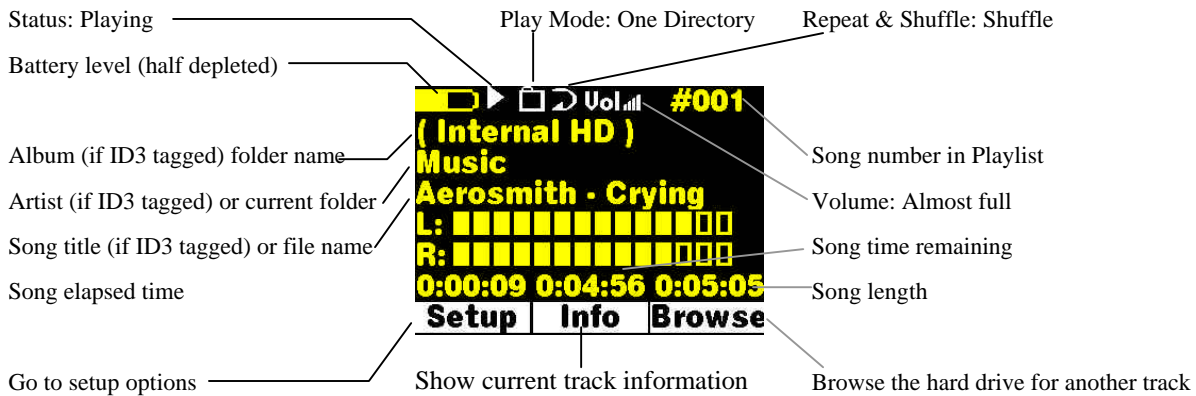 Status: Playing
Play Mode: One Directory
Repeat & Shuffle: Shuffle
Battery level (half depleted)
Vol
#001
( Internal HD )
Album (if ID3 tagged) folder name
Song number in Playlist
Music
Artist (if ID3 tagged) or current folder
Aerosmith - Crying
Volume: Almost full
L:
Song title (if ID3 tagged) or file name
R:
Song time remaining
Song elapsed time
0:00:09 0:04:56 0:05:05
Song length
Setup Info Browse
Go to setup options
Show current track information
Browse the hard drive for another track